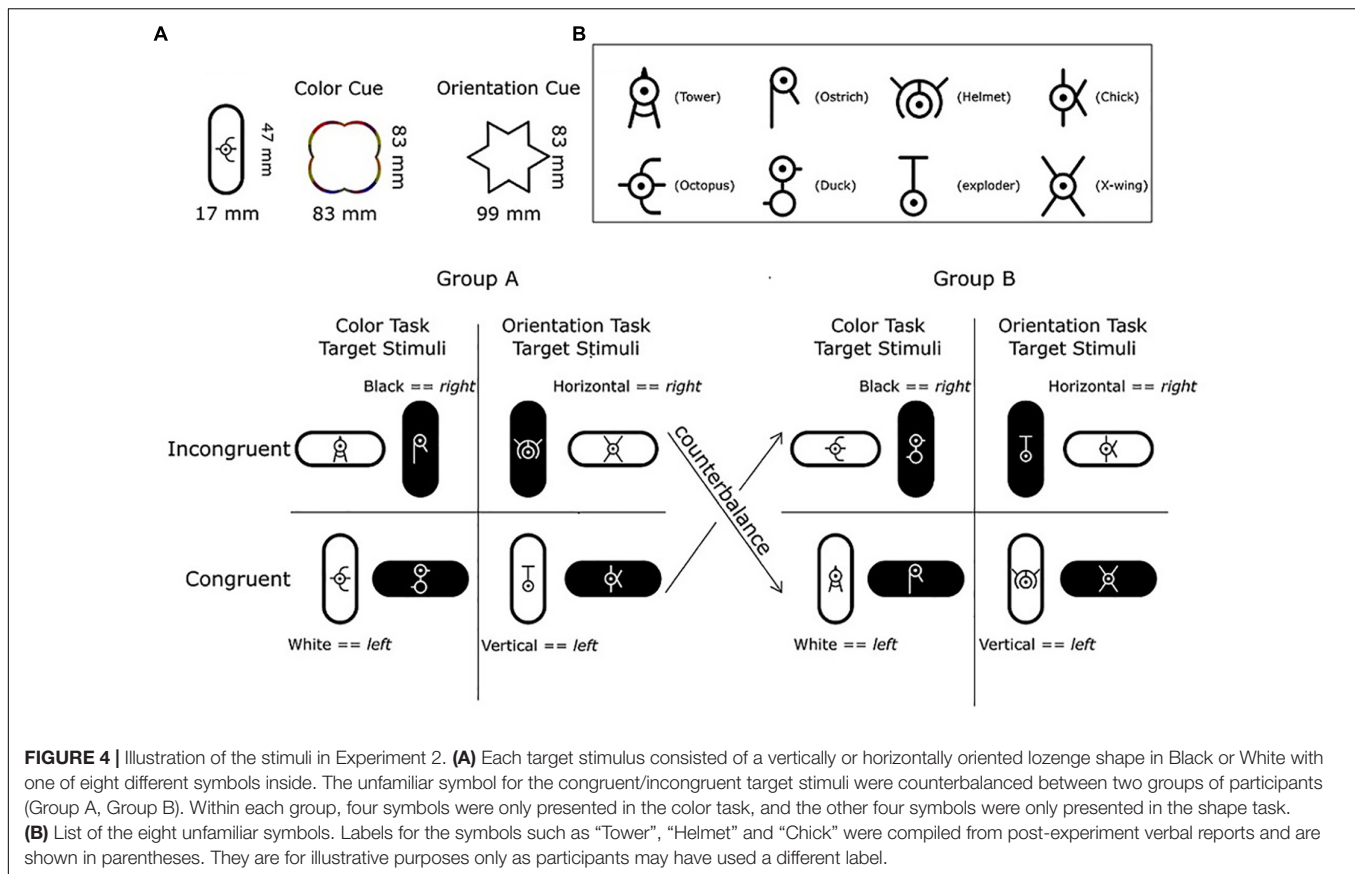 A
B
Color Cue
Orientation Cue
47 mm
83 mm
83 mm
17 mm
83 mm
99 mm
(Tower)
(Ostrich)
(Helmet)
(Chick)
(Octopus)
(Duck)
(exploder)
(X-wing)
Group A
Group B
Color Task
Target Stimuli
Orientation Task
Target Stimuli
Color Task
Target Stimuli
Orientation Task
Target Stimuli
Black == right
Horizontal == right
Black == right
Horizontal == right
Incongruent
counterbalance
Congruent
White == left
Vertical == left
White == left
Vertical == left
FIGURE 4 | Illustration of the stimuli in Experiment 2. (A) Each target stimulus consisted of a vertically or horizontally oriented lozenge shape in Black or White with
one of eight different symbols inside. The unfamiliar symbol for the congruent/incongruent target stimuli were counterbalanced between two groups of participants
(Group A, Group B). Within each group, four symbols were only presented in the color task, and the other four symbols were only presented in the shape task.
(B) List of the eight unfamiliar symbols. Labels for the symbols such as “Tower”, “Helmet” and “Chick” were compiled from post-experiment verbal reports and are
shown in parentheses. They are for illustrative purposes only as participants may have used a different label.